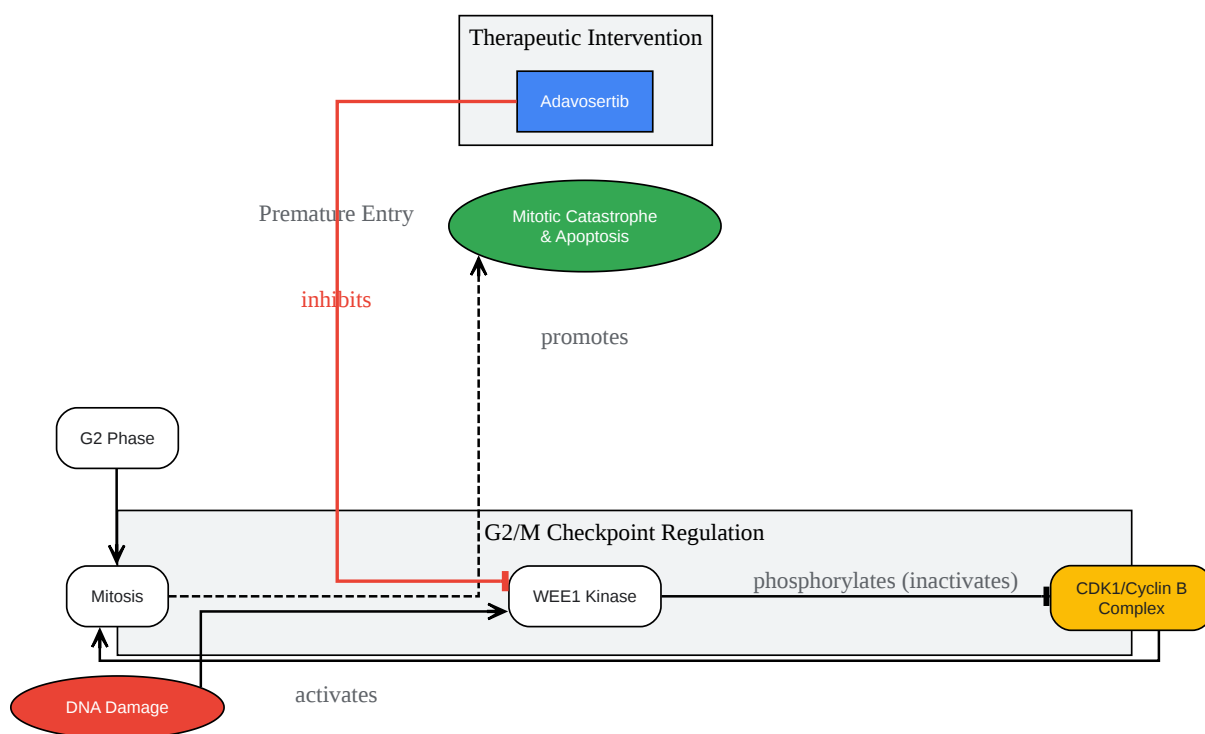 Therapeutic Intervention
Adavosertib
Premature Entry
Mitotic Catastrophe
& Apoptosis
inhibits
promotes
G2 Phase
G2/M Checkpoint Regulation
Mitosis
WEE1 Kinase
phosphorylates (inactivates)
CDK1/Cyclin B
Complex
DNA Damage
activates